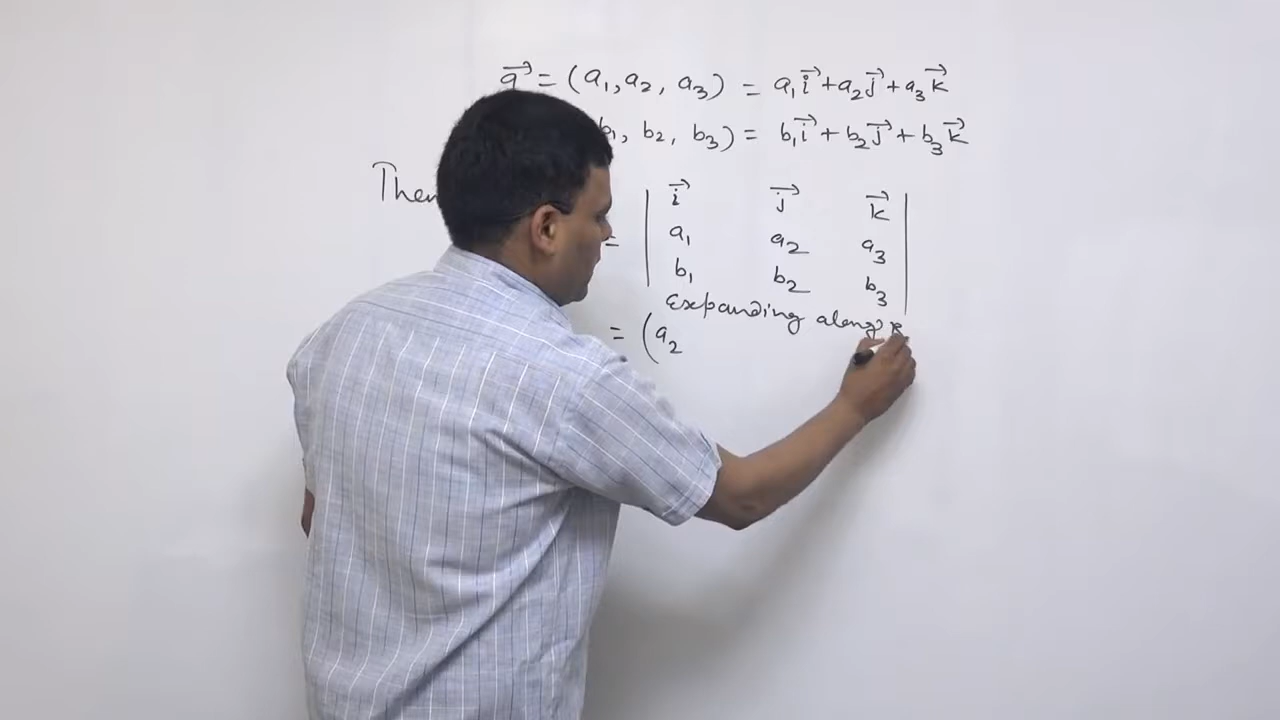 a⃗ = (a₁, a₂, a₃) = a₁i⃗ + a₂j⃗ + a₃k⃗
b₁, b₂, b₃) = b₁i⃗ + b₂j⃗ + b₃k⃗
Then
| i⃗ j⃗ k⃗ |
= | a₁ a₂ a₃ |
| b₁ b₂ b₃ |
Expanding along
= (a₂